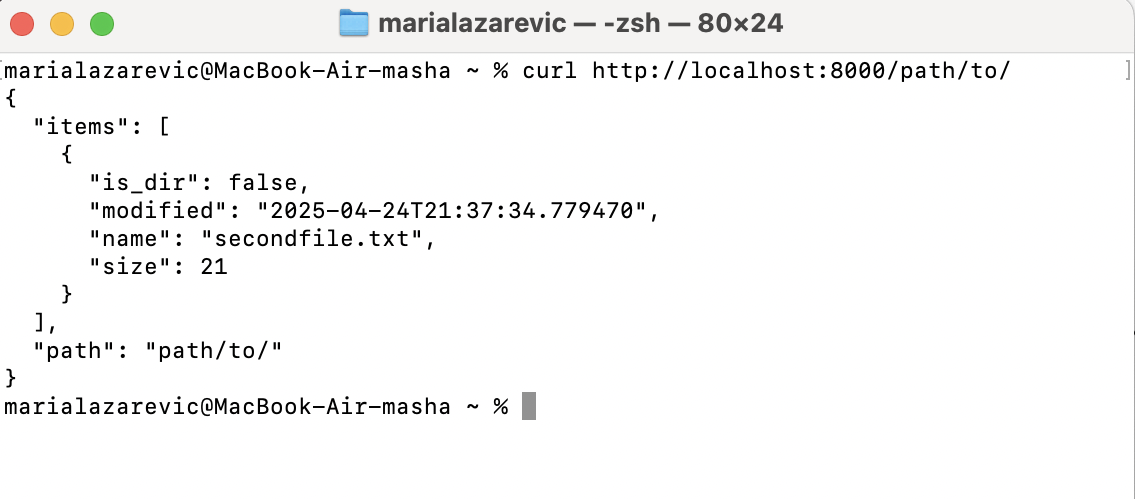 marialazarevic — -zsh — 80×24
[marialazarevic@MacBook-Air-masha ~ % curl http://localhost:8000/path/to/ ]
{
  "items": [
    {
      "is_dir": false,
      "modified": "2025-04-24T21:37:34.779470",
      "name": "secondfile.txt",
      "size": 21
    }
  ],
  "path": "path/to/"
}
marialazarevic@MacBook-Air-masha ~ %